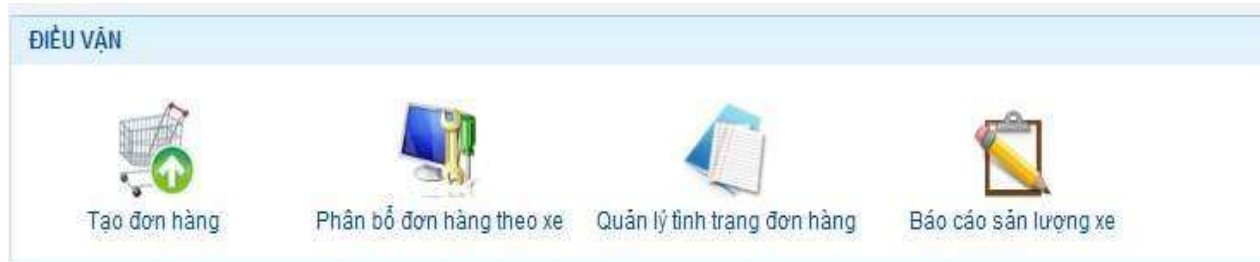 ĐIỀU VẬN
Tạo đơn hàng
Phân bổ đơn hàng theo xe
Quản lý tình trạng đơn hàng
Báo cáo sản lượng xe